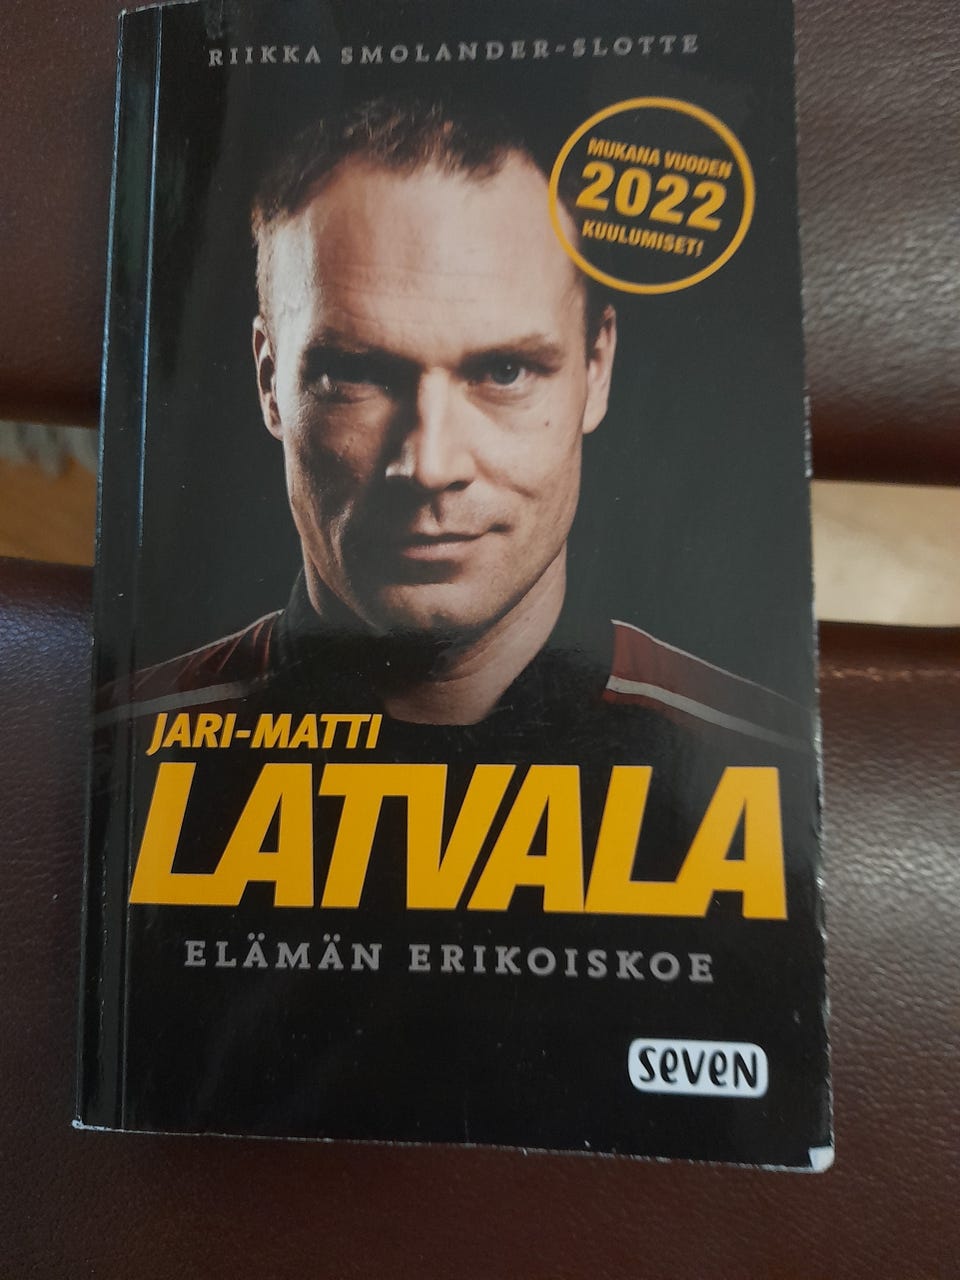 RIIKKA SMOLANDER-SLOTTE
MUKANA VUODEN
2022
KUULUMISET!
JARI-MATTI
LATVALA
ELÄMÄN ERIKOISKOE
seven